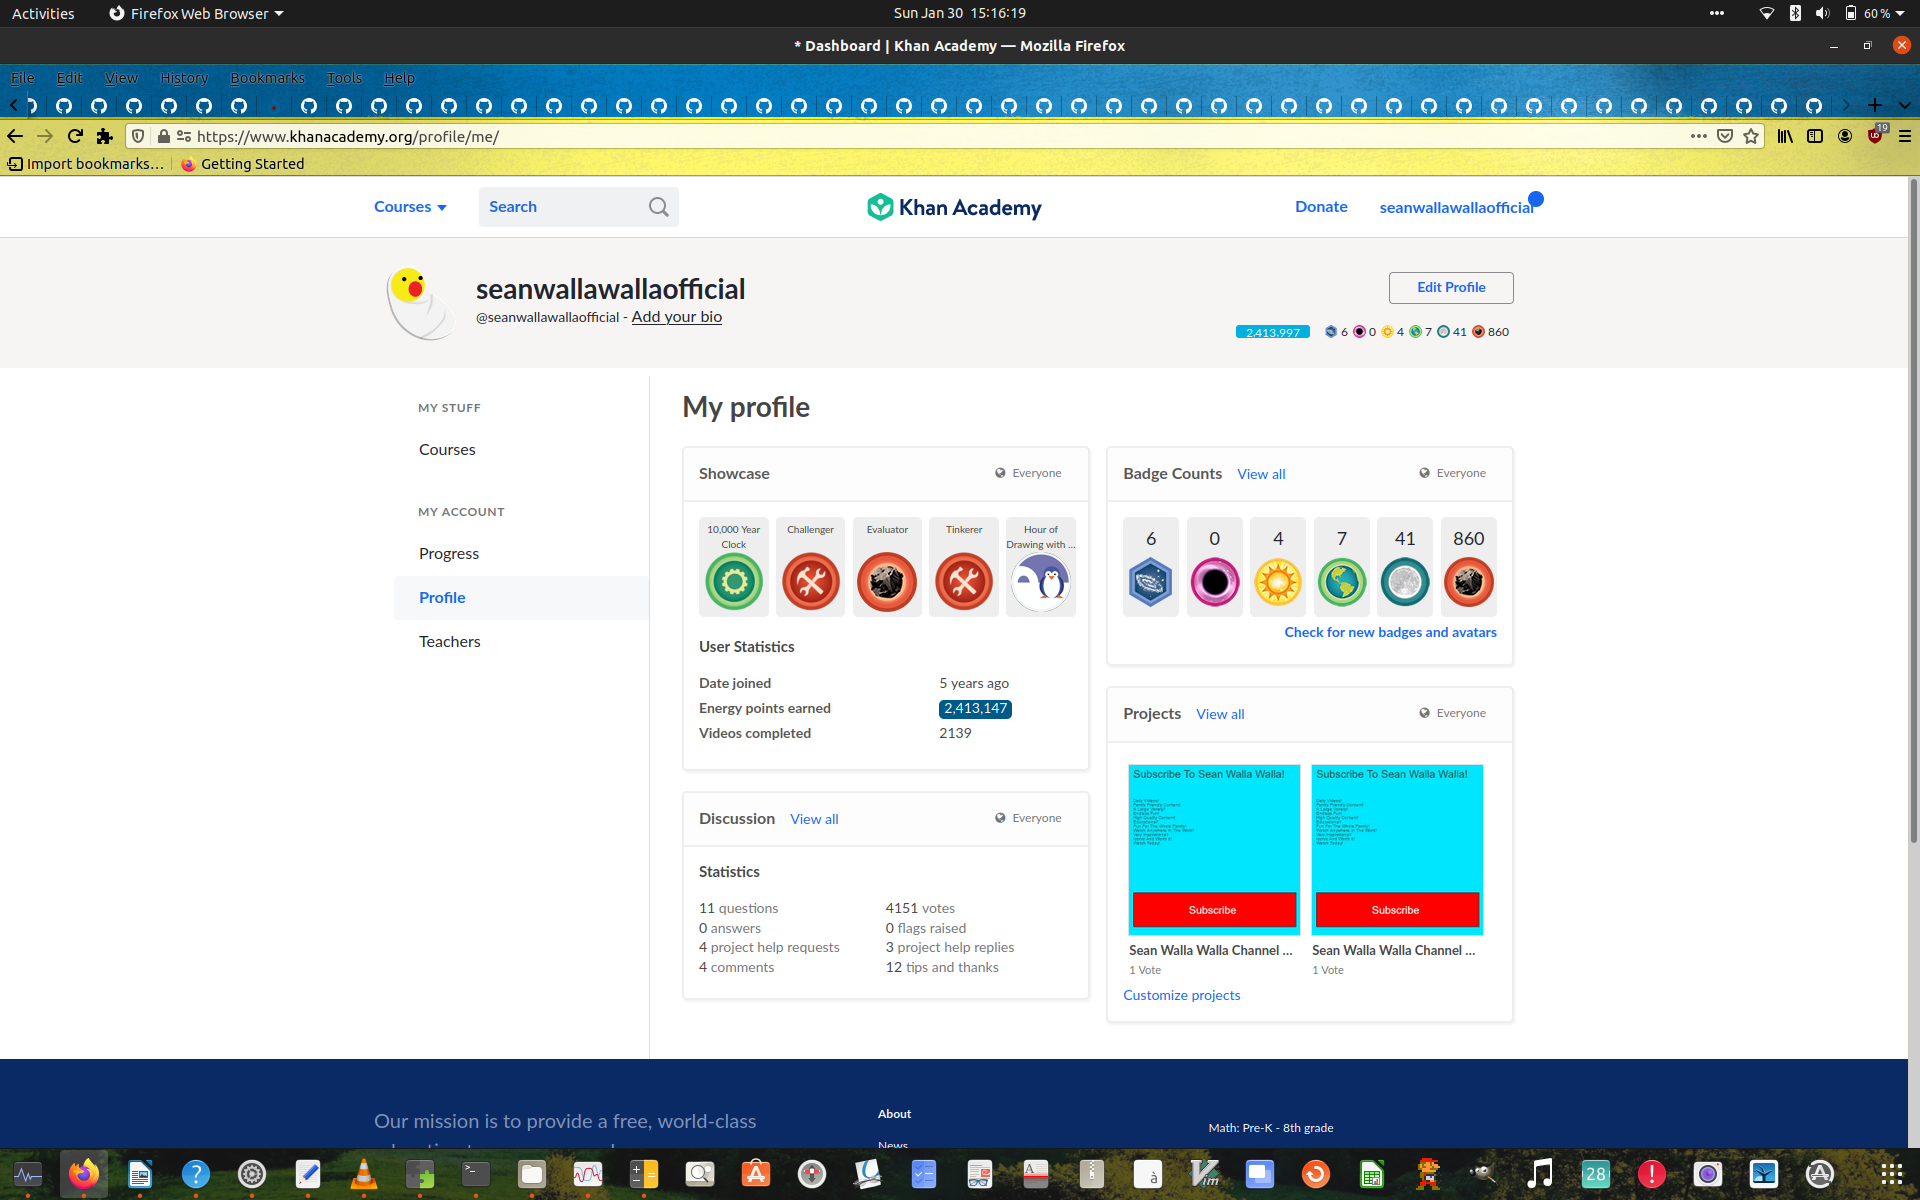 Activities
Firefox Web Browser
Sun Jan 30 15:16:19
60 %
* Dashboard | Khan Academy — Mozilla Firefox
File Edit View History Bookmarks Tools Help
https://www.khanacademy.org/profile/me/
19
Import bookmarks...
Getting Started
Courses
Search
Khan Academy
Donate
seanwallawallaofficial
seanwallawallaofficial
@seanwallawallaofficial - Add your bio
Edit Profile
2,413,997
6 0 4 7 41 860
MY STUFF
Courses
MY ACCOUNT
Progress
Profile
Teachers
My profile
Showcase
Everyone
10,000 Year Clock
Challenger
Evaluator
Tinkerer
Hour of Drawing with ...
User Statistics
Date joined 5 years ago
Energy points earned 2,413,147
Videos completed 2139
Discussion View all
Everyone
Statistics
11 questions 4151 votes
0 answers 0 flags raised
4 project help requests 3 project help replies
4 comments 12 tips and thanks
Badge Counts View all
Everyone
6 0 4 7 41 860
Check for new badges and avatars
Projects View all
Everyone
Subscribe To Sean Walla Walla!
Subscribe
Sean Walla Walla Channel ...
1 Vote
Subscribe To Sean Walla Walla!
Subscribe
Sean Walla Walla Channel ...
1 Vote
Customize projects
Our mission is to provide a free, world-class
About
News
Math: Pre-K - 8th grade
28